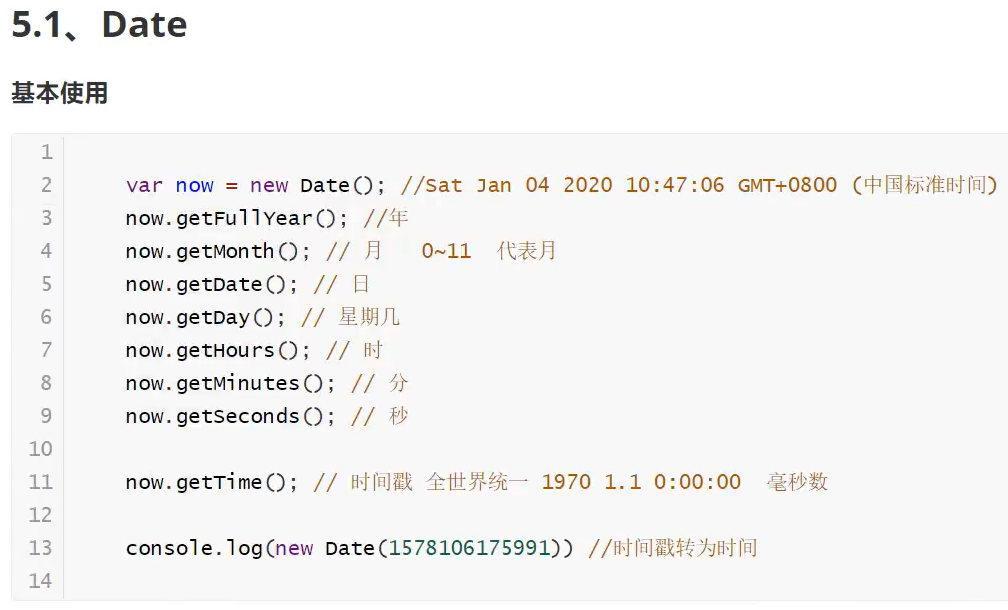 5.1、Date
基本使用
1
2 var now = new Date(); //Sat Jan 04 2020 10:47:06 GMT+0800 (中国标准时间)
3 now.getFullYear(); //年
4 now.getMonth(); // 月 0~11 代表月
5 now.getDate(); // 日
6 now.getDay(); // 星期几
7 now.getHours(); // 时
8 now.getMinutes(); // 分
9 now.getSeconds(); // 秒
10
11 now.getTime(); // 时间戳 全世界统一 1970 1.1 0:00:00 毫秒数
12
13 console.log(new Date(1578106175991)) //时间戳转为时间
14